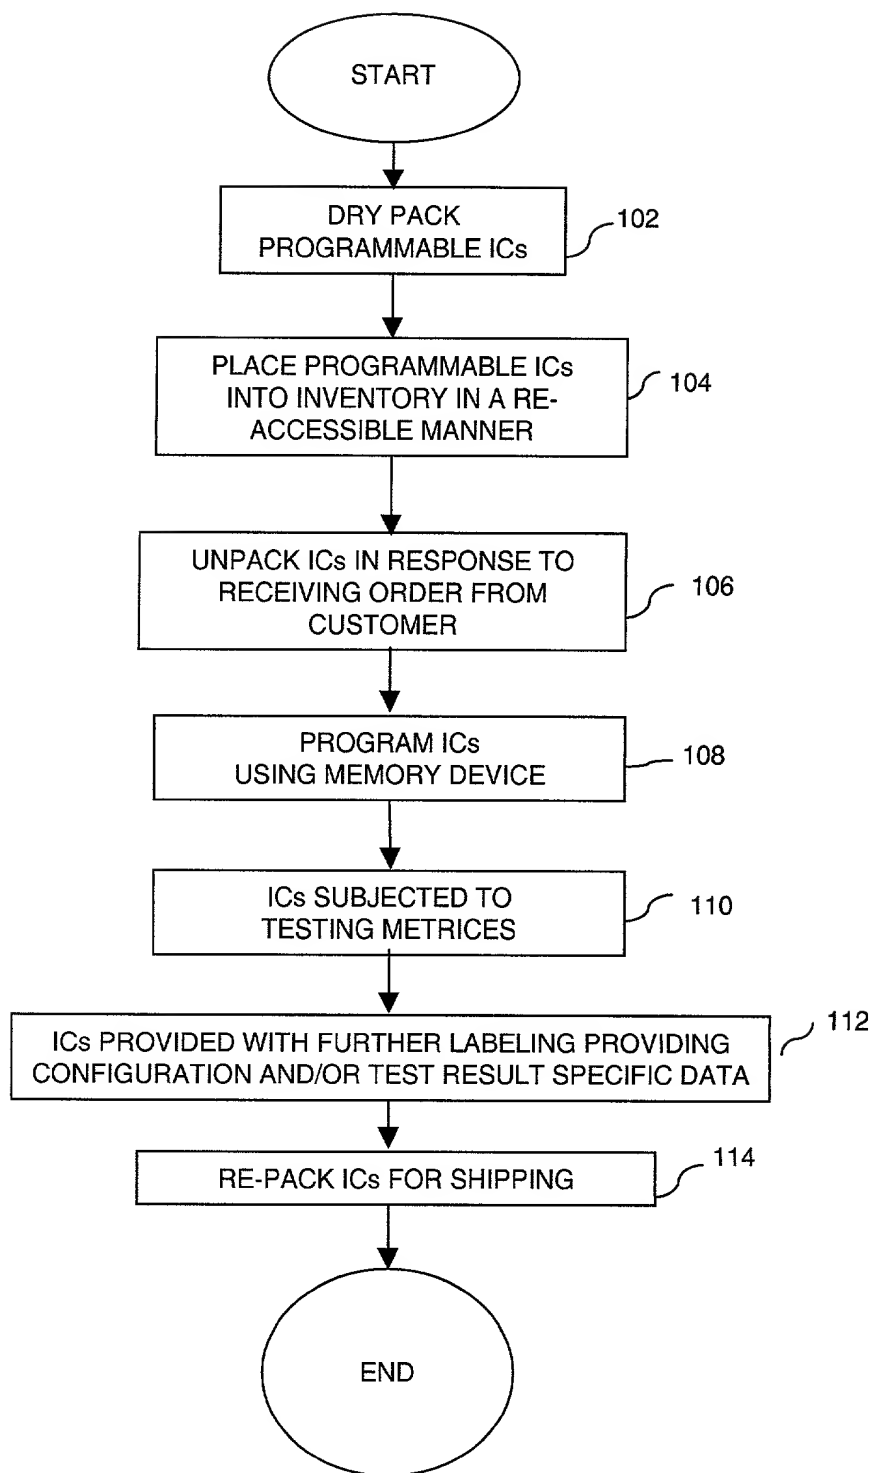 START
DRY PACK
PROGRAMMABLE ICs
102
PLACE PROGRAMMABLE ICs
INTO INVENTORY IN A RE-
ACCESSIBLE MANNER
104
UNPACK ICs IN RESPONSE TO
RECEIVING ORDER FROM
CUSTOMER
106
PROGRAM ICs
USING MEMORY DEVICE
108
ICs SUBJECTED TO
TESTING METRICES
110
ICs PROVIDED WITH FURTHER LABELING PROVIDING
CONFIGURATION AND/OR TEST RESULT SPECIFIC DATA
112
RE-PACK ICs FOR SHIPPING
114
END